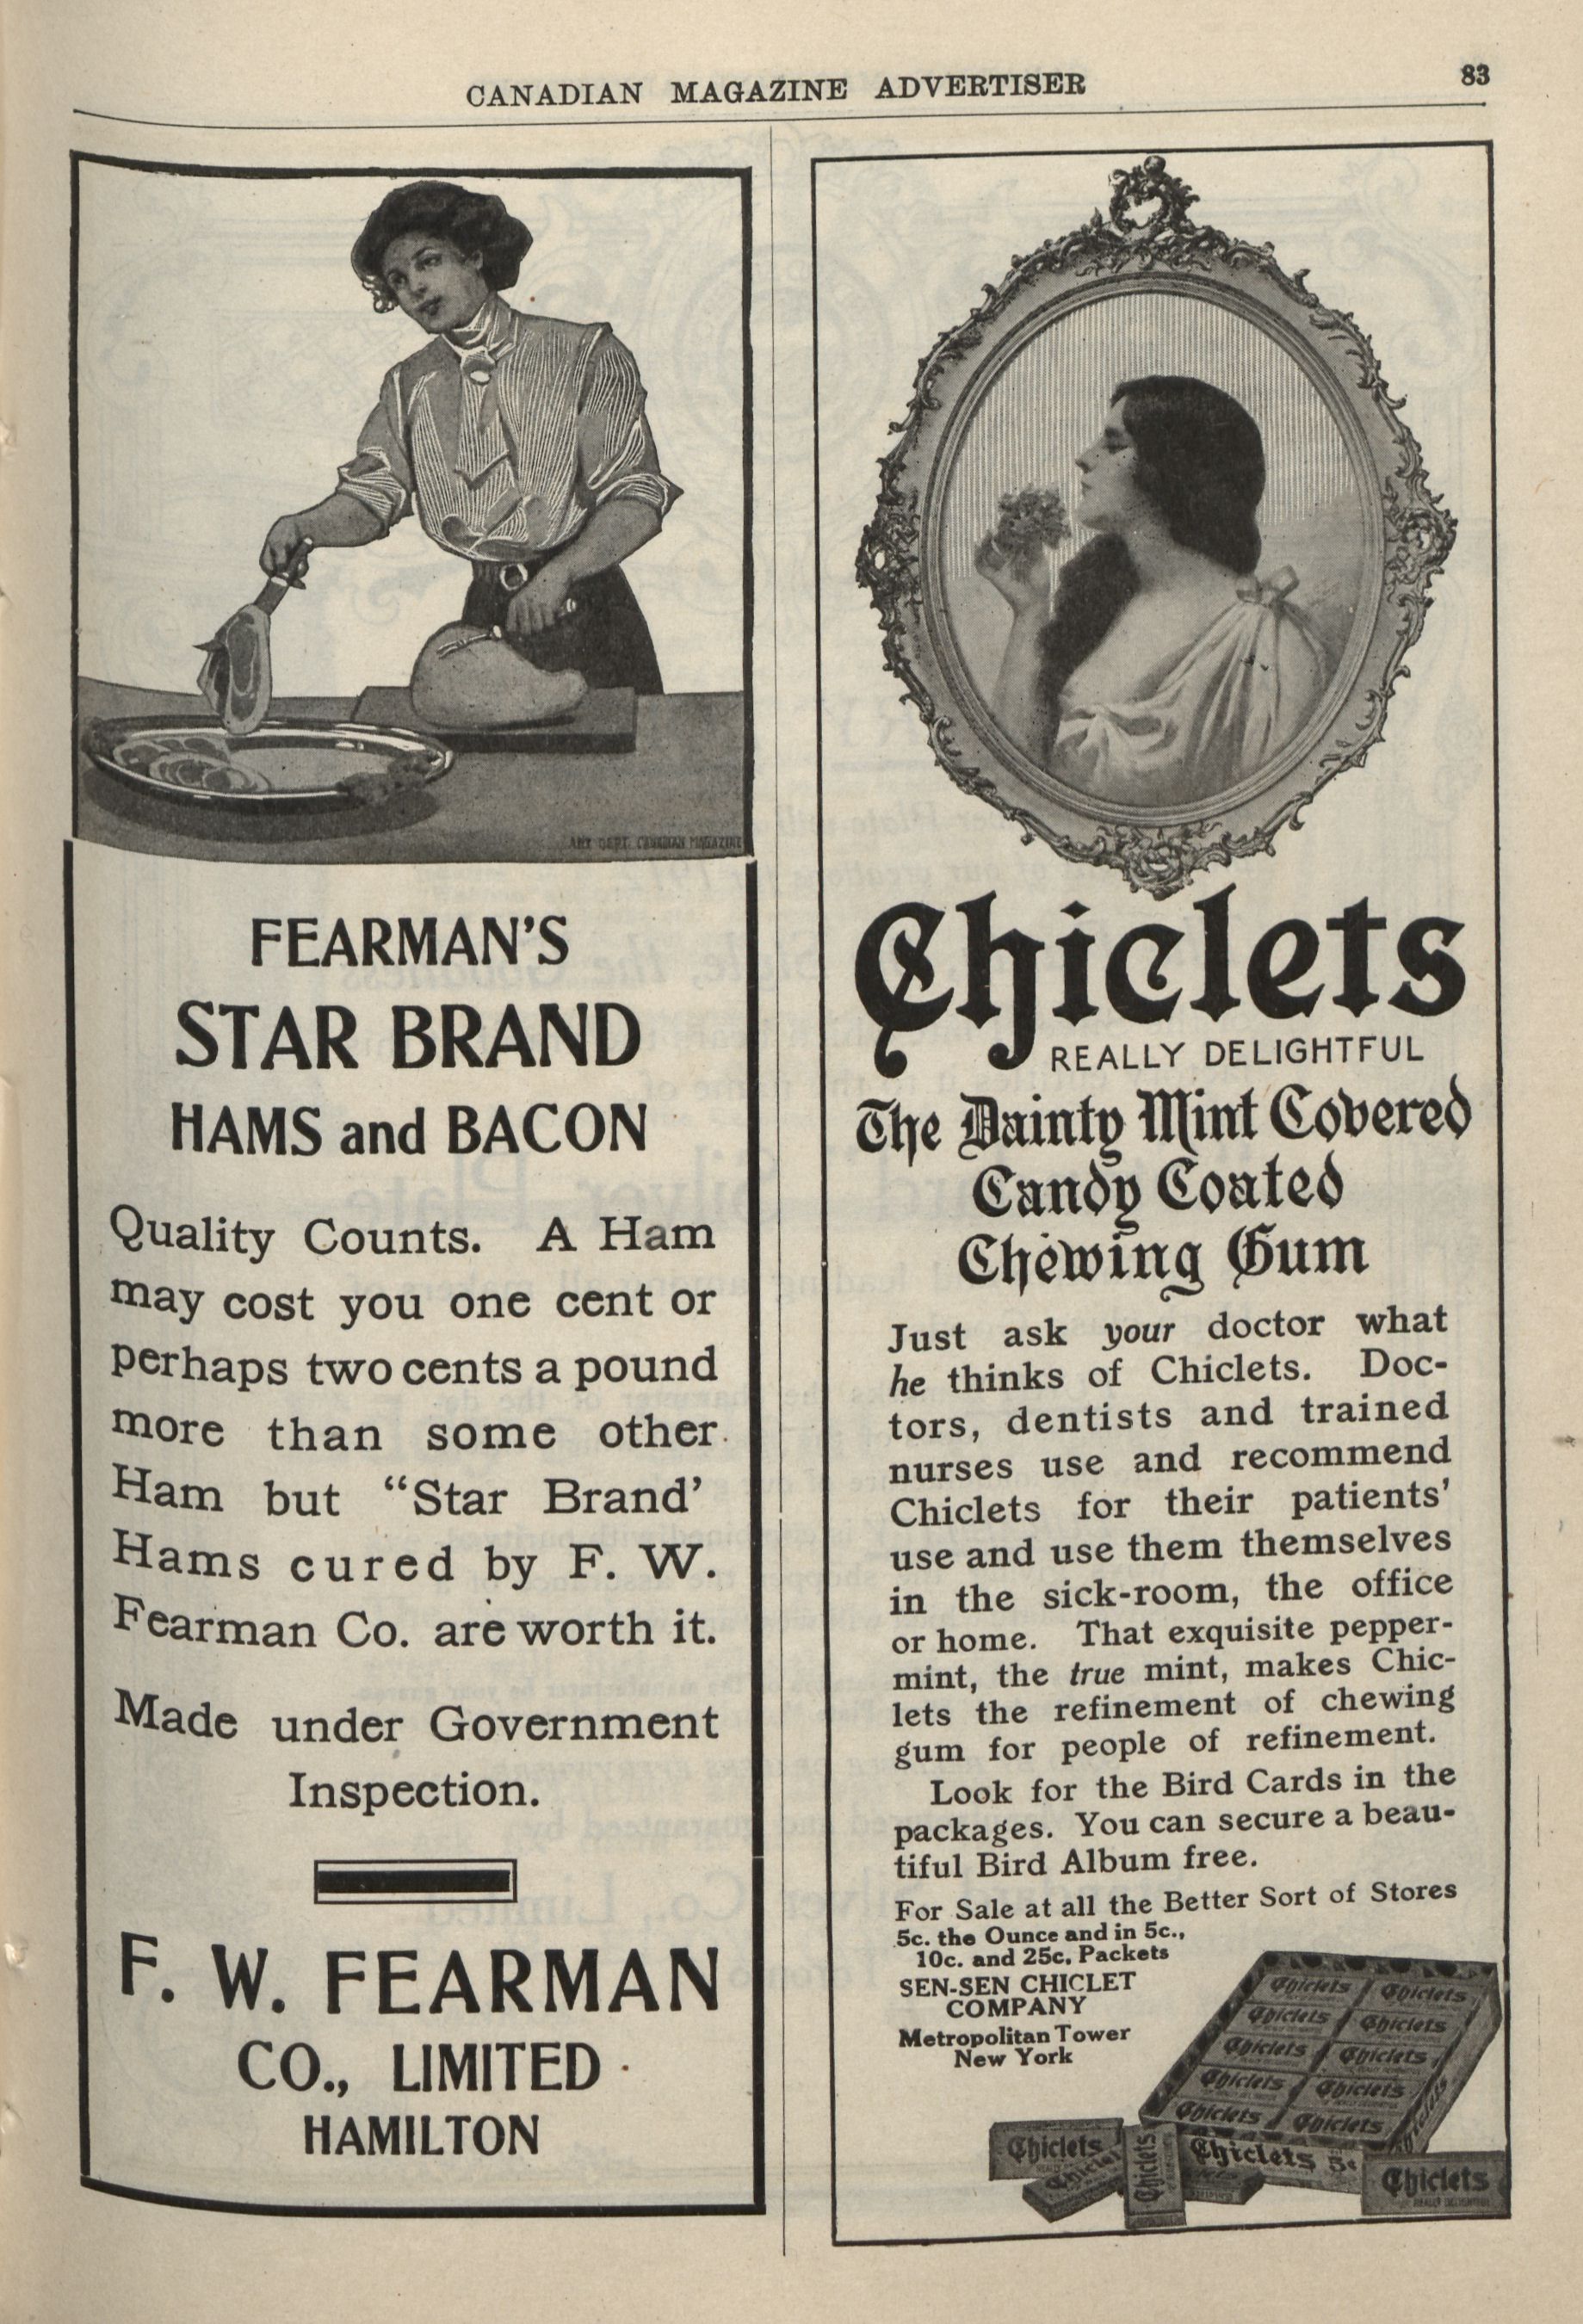 CANADIAN MAGAZINE ADVERTISER
83
ART DEPT. CANADIAN MAGAZINE
FEARMAN'S
STAR BRAND
HAMS and BACON
Quality Counts. A Ham
may cost you one cent or
perhaps two cents a pound
more than some other
Ham but "Star Brand'
Hams cured by F. W.
Fearman Co. are worth it.
Made under Government
Inspection.
F. W. FEARMAN
CO., LIMITED
HAMILTON
Chiclets
REALLY DELIGHTFUL
The Dainty Mint Covered
Candy Coated
Chewing Gum
Just ask your doctor what
he thinks of Chiclets. Doc-
tors, dentists and trained
nurses use and recommend
Chiclets for their patients'
use and use them themselves
in the sick-room, the office
or home. That exquisite pepper-
mint, the true mint, makes Chic-
lets the refinement of chewing
gum for people of refinement.
Look for the Bird Cards in the
packages. You can secure a beau-
tiful Bird Album free.
For Sale at all the Better Sort of Stores
5c. the Ounce and in 5c.,
10c. and 25c. Packets
SEN-SEN CHICLET
COMPANY
Metropolitan Tower
New York
Chiclets Chiclets
Chiclets Chiclets
Chiclets Chiclets
Chiclets Chiclets
Chiclets Chiclets
Chiclets
Chiclets
Chiclets
Chiclets
Chiclets 5¢
Chiclets
REALLY DELIGHTFUL